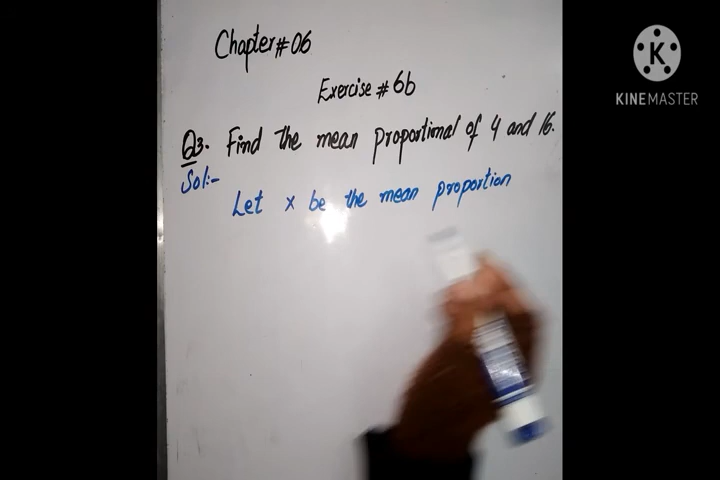 Chapter#06
Exercise #6b
Q3. Find the mean proportional of 4 and 16.
Sol:-
Let x be the mean proportion
K
KINEMASTER